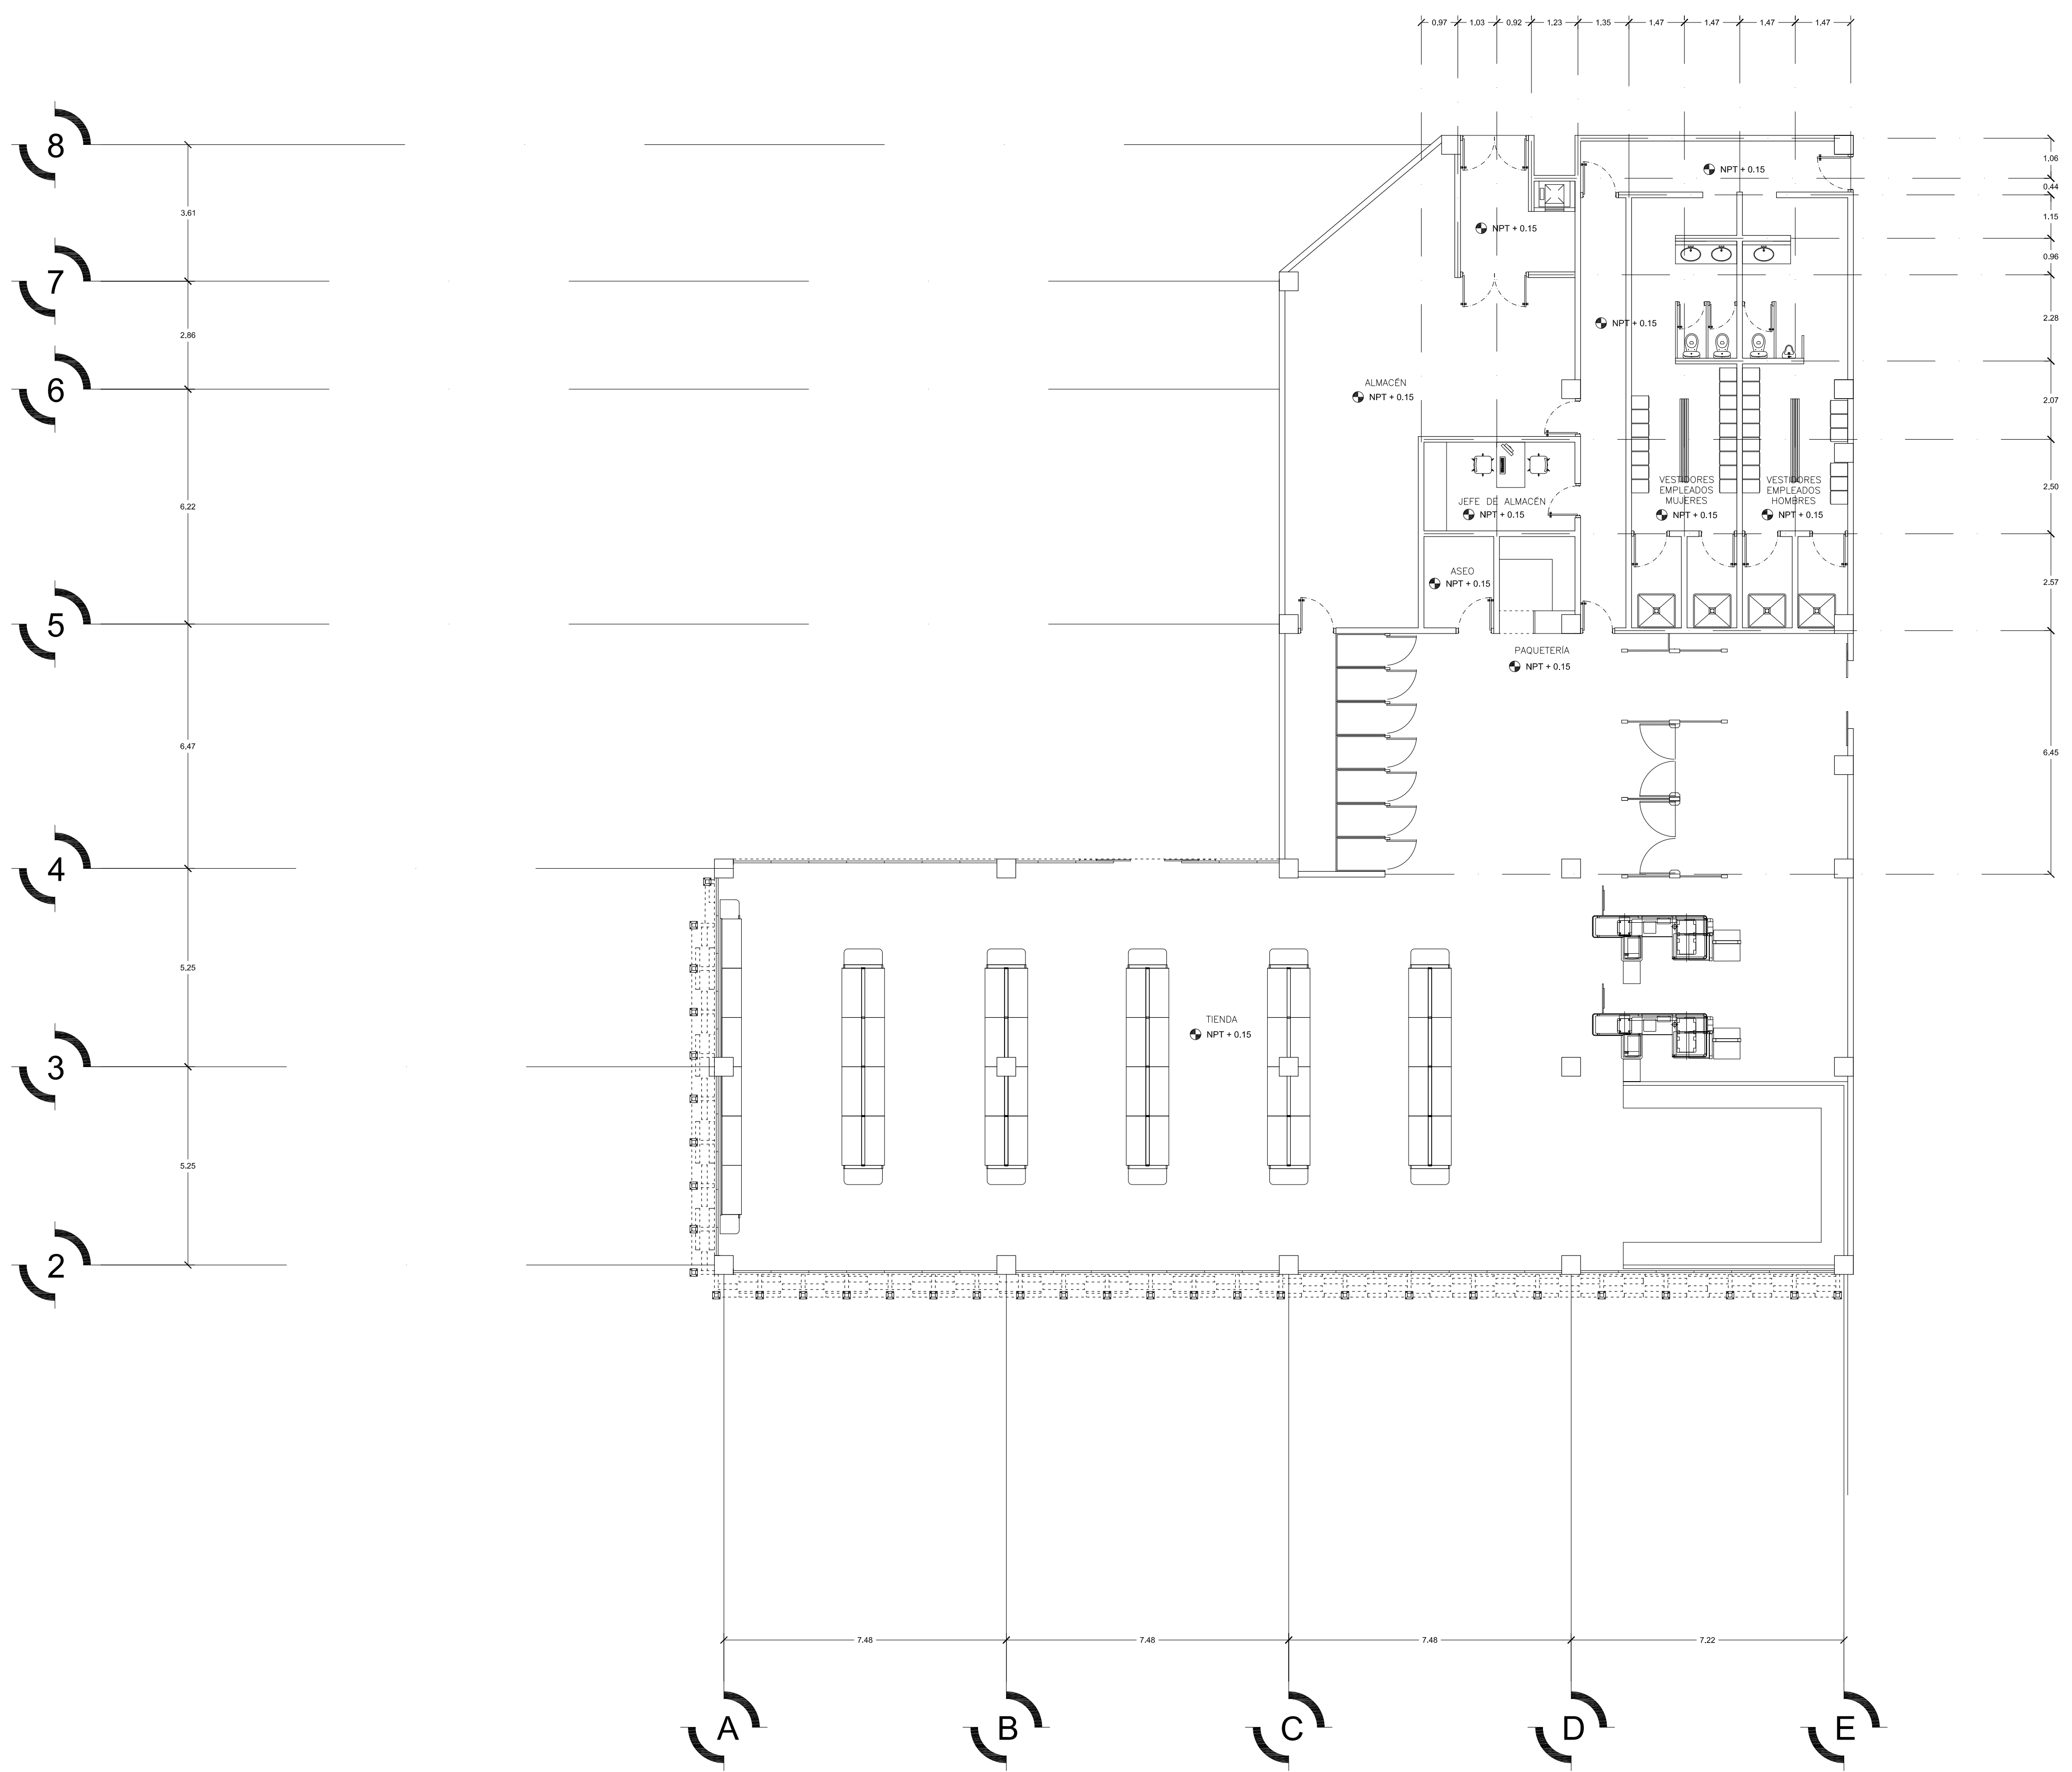 0,97 1,03 0,92 1,23 1,35 1,47 1,47 1,47 1,47
8
7
6
5
4
3
2
3.61
2.86
6.22
6.47
5.25
5.25
1.06
0.44
1.15
0.96
2.28
2.07
2.50
2.57
6.45
NPT + 0.15
NPT + 0.15
NPT + 0.15
ALMACÉN
NPT + 0.15
JEFE DE ALMACÉN
NPT + 0.15
VESTIDORES
EMPLEADOS
MUJERES
NPT + 0.15
VESTIDORES
EMPLEADOS
HOMBRES
NPT + 0.15
ASEO
NPT + 0.15
PAQUETERÍA
NPT + 0.15
TIENDA
NPT + 0.15
7.48 7.48 7.48 7.22
A B C D E